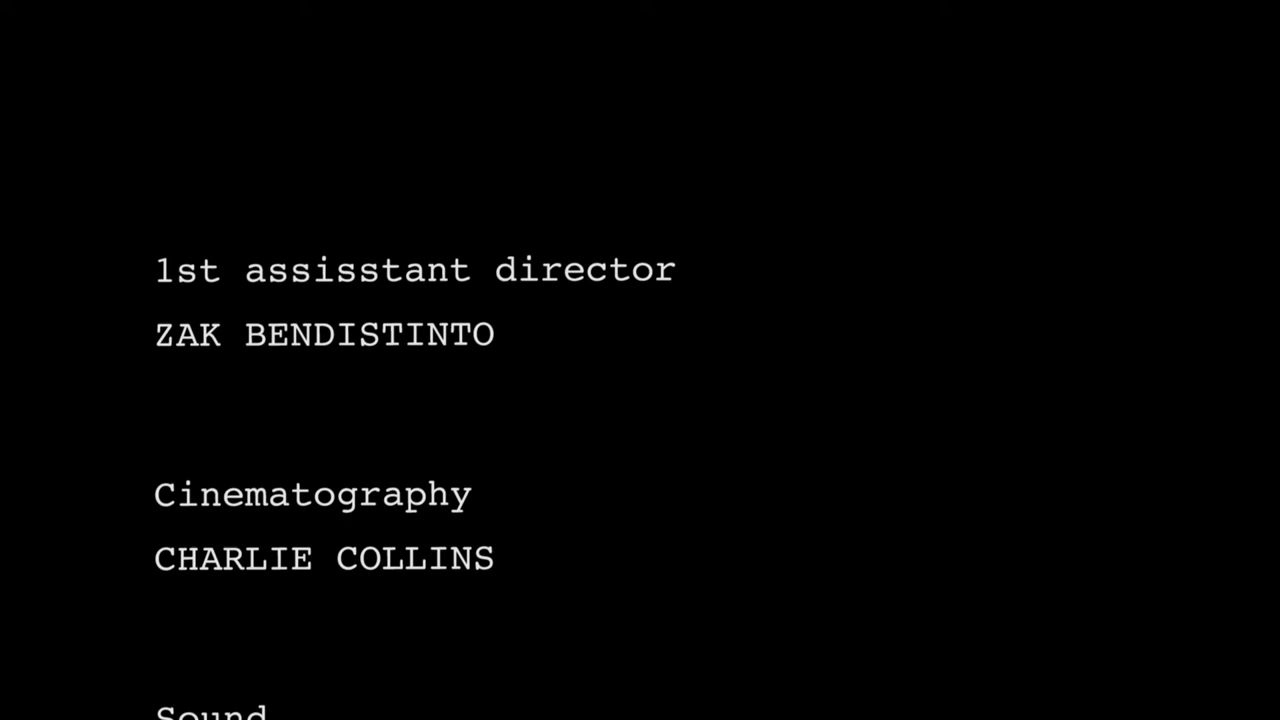 1st assisstant director
ZAK BENDISTINTO
Cinematography
CHARLIE COLLINS
Sound